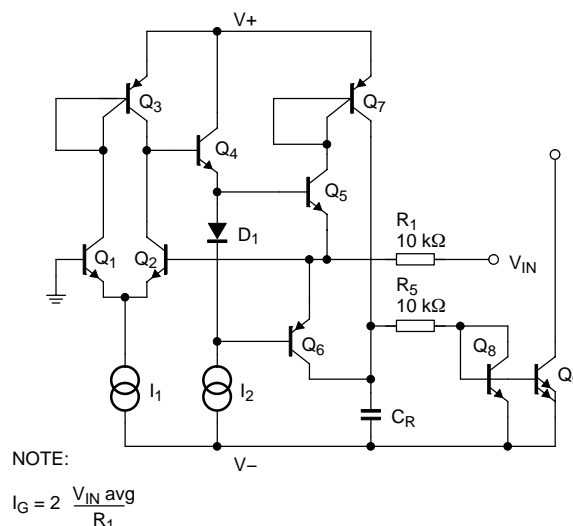 V+
Q3
Q7
Q4
Q5
R1
10 kΩ
D1
Q1
Q2
VIN
R5
10 kΩ
Q6
Q8
I1
I2
CR
NOTE:
V–
IG = 2 VIN avg
R1